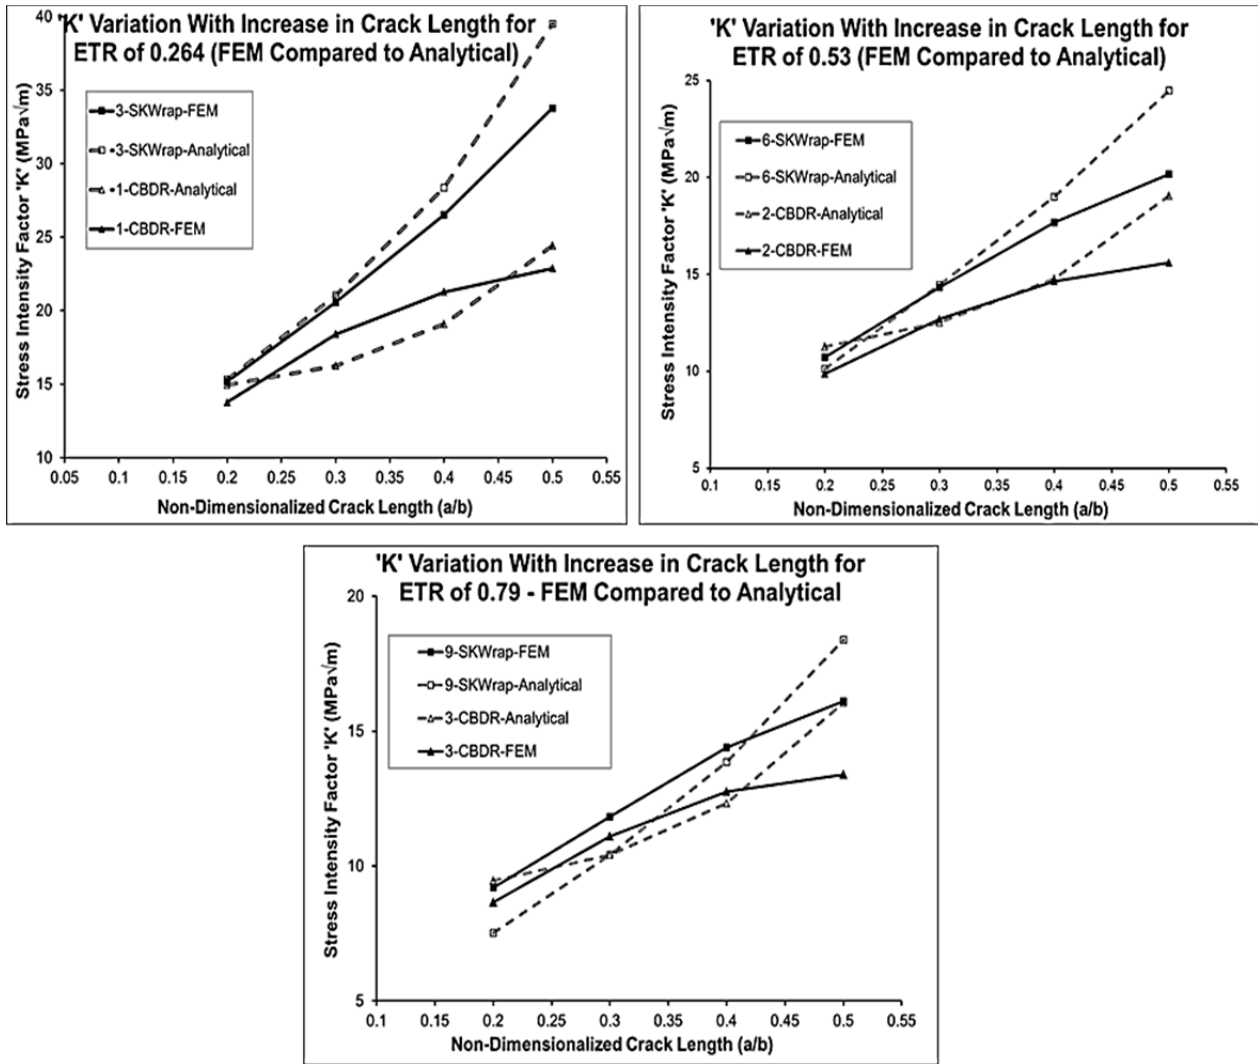 'K' Variation With Increase in Crack Length for
ETR of 0.264 (FEM Compared to Analytical)
Stress Intensity Factor 'K' (MPa√m)
40
35
30
25
20
15
10
3-SKWrap-FEM
3-SKWrap-Analytical
1-CBDR-Analytical
1-CBDR-FEM
0.05 0.1 0.15 0.2 0.25 0.3 0.35 0.4 0.45 0.5 0.55
Non-Dimensionalized Crack Length (a/b)
'K' Variation With Increase in Crack Length for
ETR of 0.53 (FEM Compared to Analytical)
Stress Intensity Factor 'K' (MPa√m)
25
20
15
10
5
6-SKWrap-FEM
6-SKWrap-Analytical
2-CBDR-Analytical
2-CBDR-FEM
0.1 0.15 0.2 0.25 0.3 0.35 0.4 0.45 0.5 0.55
Non-Dimensionalized Crack Length (a/b)
'K' Variation With Increase in Crack Length for
ETR of 0.79 - FEM Compared to Analytical
Stress Intensity Factor 'K' (MPa√m)
20
15
10
5
9-SKWrap-FEM
9-SKWrap-Analytical
3-CBDR-Analytical
3-CBDR-FEM
0.1 0.15 0.2 0.25 0.3 0.35 0.4 0.45 0.5 0.55
Non-Dimensionalized Crack Length (a/b)